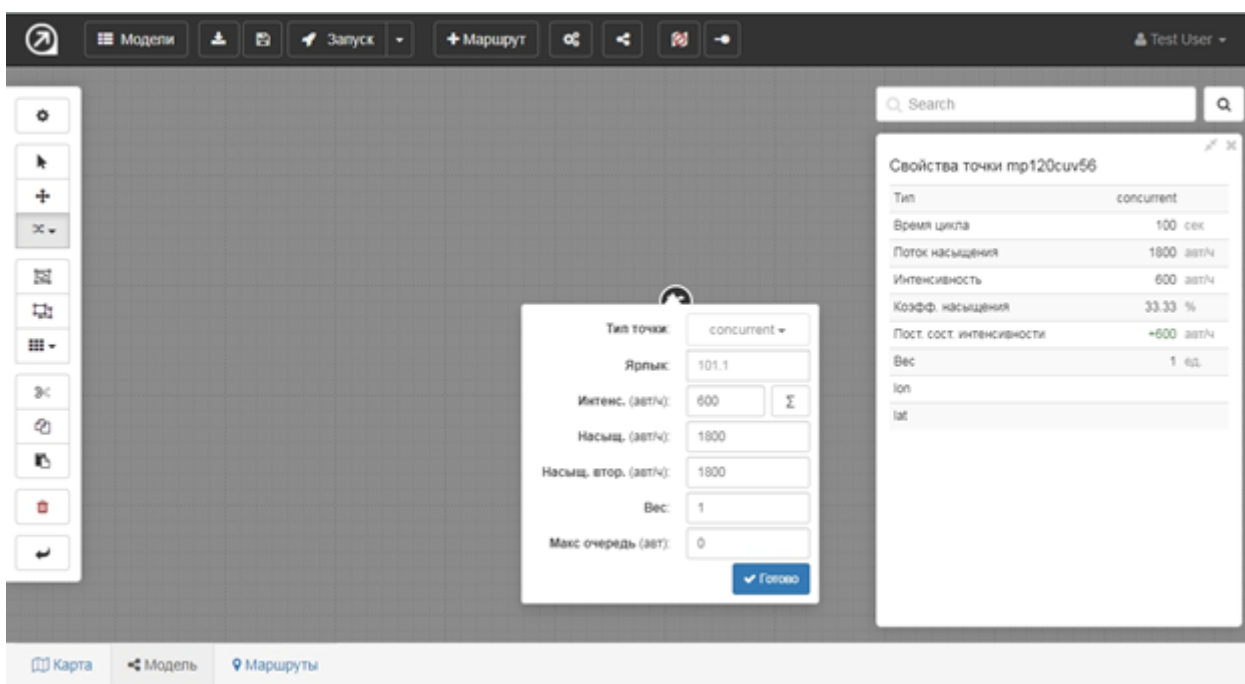 Модели
Запуск
Маршрут
Test User
Search
Свойства точки mp120cuv56
Тип concurrent
Время цикла 100 сек
Поток насыщения 1800 авт/ч
Интенсивность 600 авт/ч
Коэфф. насыщения 33.33 %
Пост. сост. интенсивности +600 авт/ч
Вес 1 ед.
lon
lat
Тип точки: concurrent
Ярлык: 101.1
Интенс. (авт/ч): 600 Σ
Насыщ. (авт/ч): 1800
Насыщ. втор. (авт/ч): 1800
Вес: 1
Макс очередь (авт): 0
Готово
Карта
Модель
Маршруты